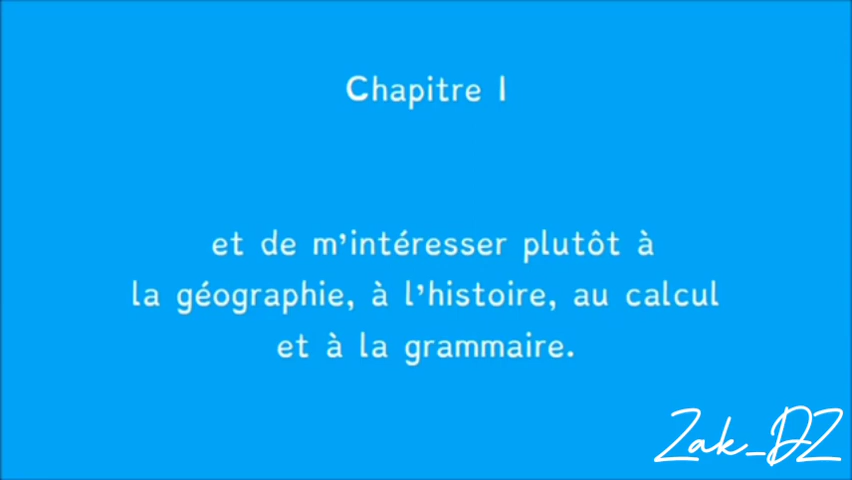 Chapitre I
et de m'intéresser plutôt à
la géographie, à l'histoire, au calcul
et à la grammaire.
Zak_DZ